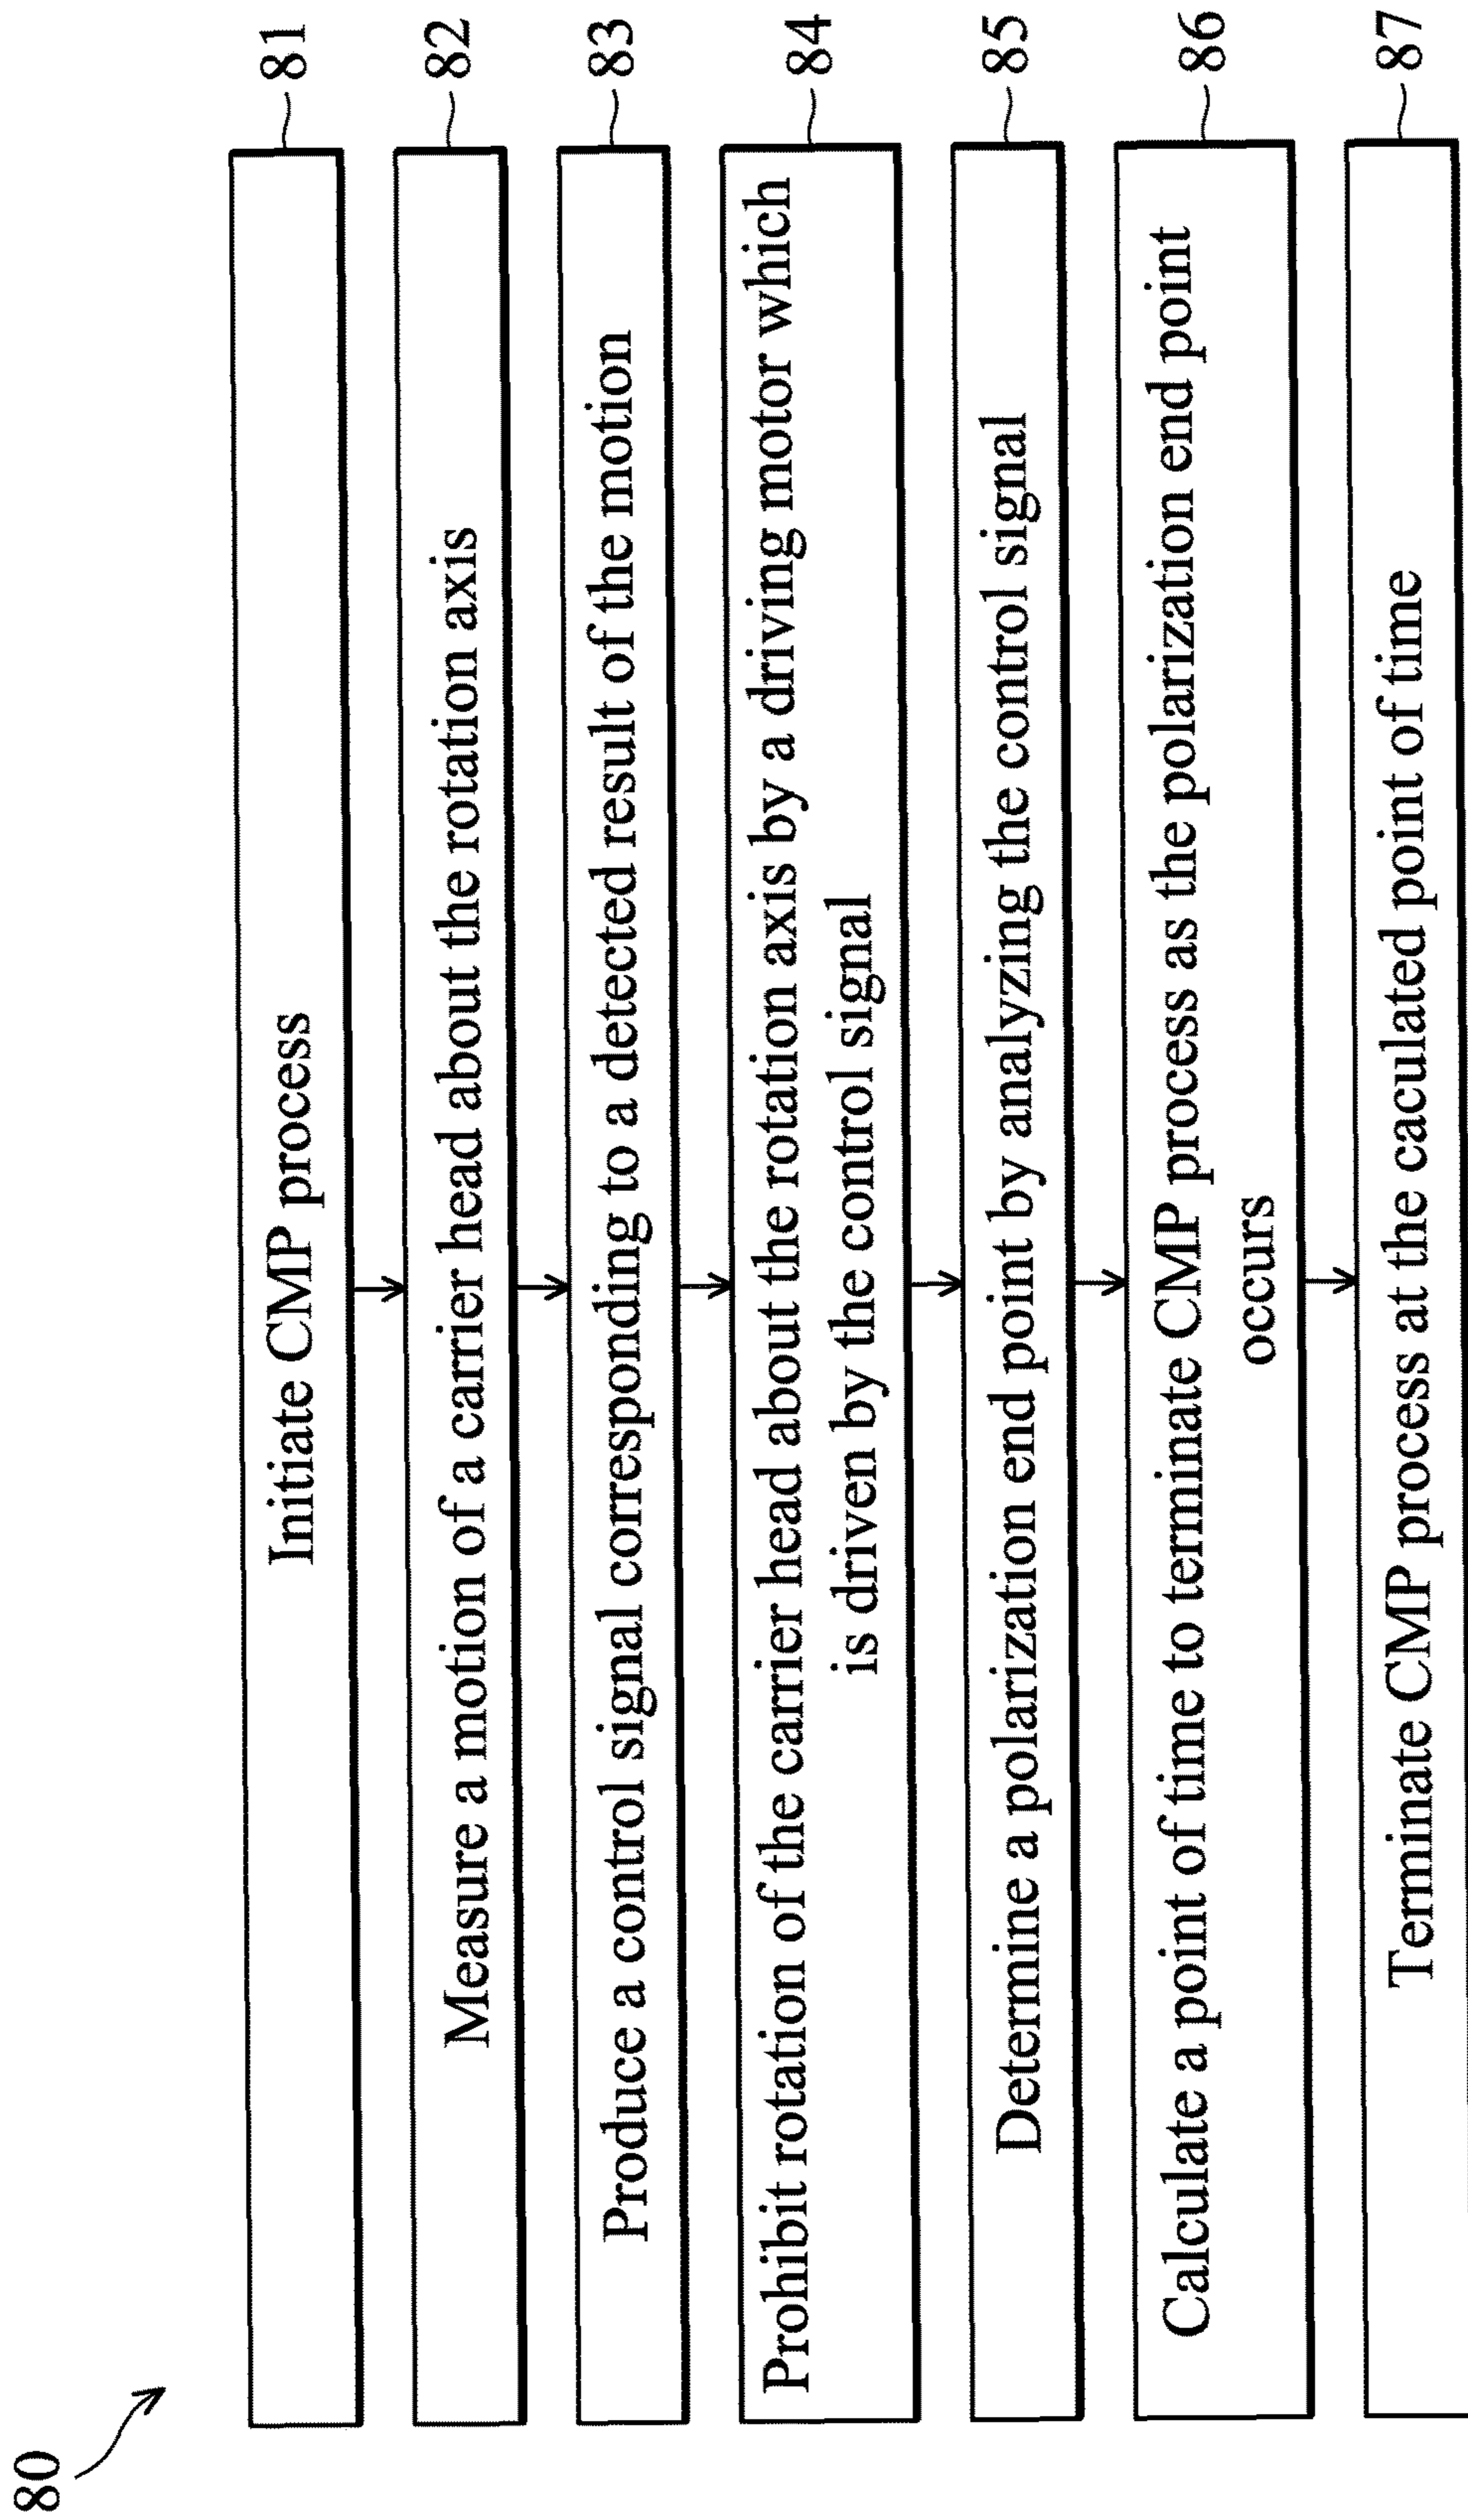 80
Initiate CMP process
81
Measure a motion of a carrier head about the rotation axis
82
Produce a control signal corresponding to a detected result of the motion
83
Prohibit rotation of the carrier head about the rotation axis by a driving motor which
is driven by the control signal
84
Determine a polarization end point by analyzing the control signal
85
Calculate a point of time to terminate CMP process as the polarization end point
occurs
86
Terminate CMP process at the caculated point of time
87